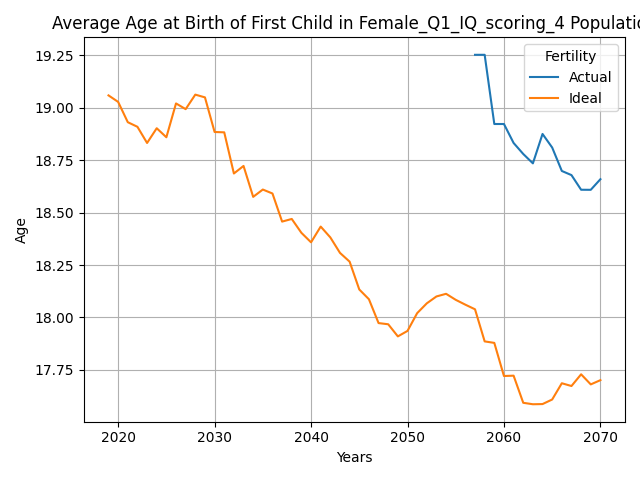 Average Age at Birth of First Child in Female_Q1_IQ_scoring_4 Populatio
Fertility
Actual
Ideal
19.25
19.00
18.75
18.50
18.25
18.00
17.75
Age
2020 2030 2040 2050 2060 2070
Years